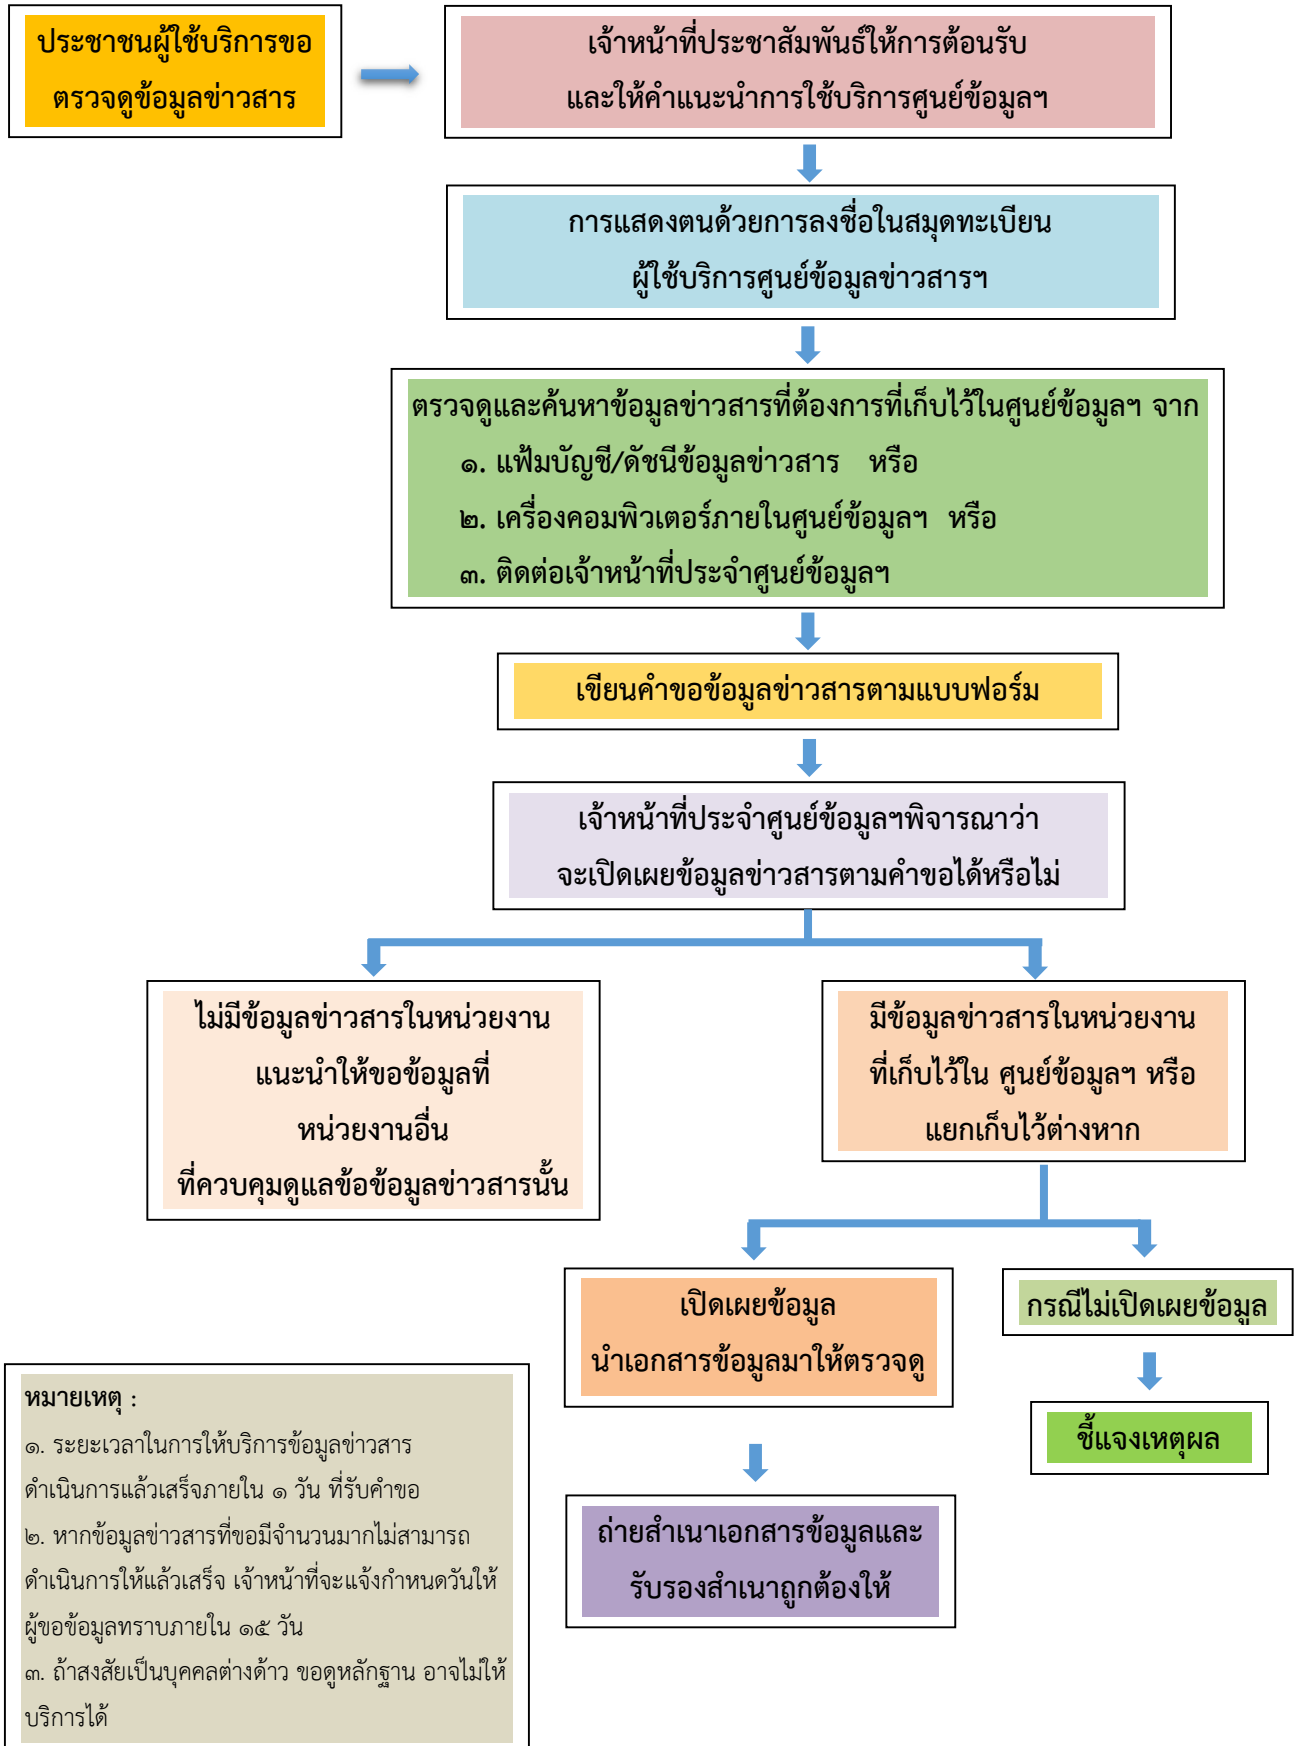 ประชาชนผู้ใช้บริการขอ
ตรวจดูข้อมูลข่าวสาร
เจ้าหน้าที่ประชาสัมพันธ์ให้การต้อนรับ
และให้คำแนะนำการใช้บริการศูนย์ข้อมูลฯ
การแสดงตนด้วยการลงชื่อในสมุดทะเบียน
ผู้ใช้บริการศูนย์ข้อมูลข่าวสารฯ
ตรวจดูและค้นหาข้อมูลข่าวสารที่ต้องการที่เก็บไว้ในศูนย์ข้อมูลฯ จาก
๑. แฟ้มบัญชี/ดัชนีข้อมูลข่าวสาร หรือ
๒. เครื่องคอมพิวเตอร์ภายในศูนย์ข้อมูลฯ หรือ
๓. ติดต่อเจ้าหน้าที่ประจำศูนย์ข้อมูลฯ
เขียนคำขอข้อมูลข่าวสารตามแบบฟอร์ม
เจ้าหน้าที่ประจำศูนย์ข้อมูลฯพิจารณาว่า
จะเปิดเผยข้อมูลข่าวสารตามคำขอได้หรือไม่
ไม่มีข้อมูลข่าวสารในหน่วยงาน
แนะนำให้ขอข้อมูลที่
หน่วยงานอื่น
ที่ควบคุมดูแลข้อข้อมูลข่าวสารนั้น
มีข้อมูลข่าวสารในหน่วยงาน
ที่เก็บไว้ใน ศูนย์ข้อมูลฯ หรือ
แยกเก็บไว้ต่างหาก
เปิดเผยข้อมูล
นำเอกสารข้อมูลมาให้ตรวจดู
กรณีไม่เปิดเผยข้อมูล
ชี้แจงเหตุผล
ถ่ายสำเนาเอกสารข้อมูลและ
รับรองสำเนาถูกต้องให้
หมายเหตุ :
๑. ระยะเวลาในการให้บริการข้อมูลข่าวสาร
ดำเนินการแล้วเสร็จภายใน ๑ วัน ที่รับคำขอ
๒. หากข้อมูลข่าวสารที่ขอมีจำนวนมากไม่สามารถ
ดำเนินการให้แล้วเสร็จ เจ้าหน้าที่จะแจ้งกำหนดวันให้
ผู้ขอข้อมูลทราบภายใน ๑๕ วัน
๓. ถ้าสงสัยเป็นบุคคลต่างด้าว ขอดูหลักฐาน อาจไม่ให้
บริการได้